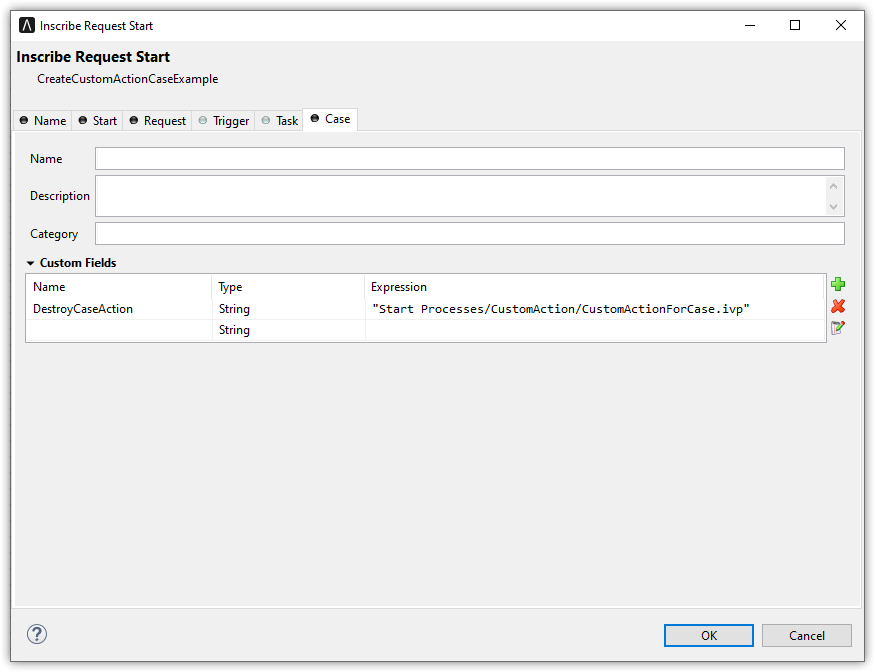 Inscribe Request Start
Inscribe Request Start
CreateCustomActionCaseExample
Name Start Request Trigger Task Case
Name
Description
Category
Custom Fields
Name Type Expression
DestroyCaseAction String "Start Processes/CustomAction/CustomActionForCase.ivp"
String
? OK Cancel